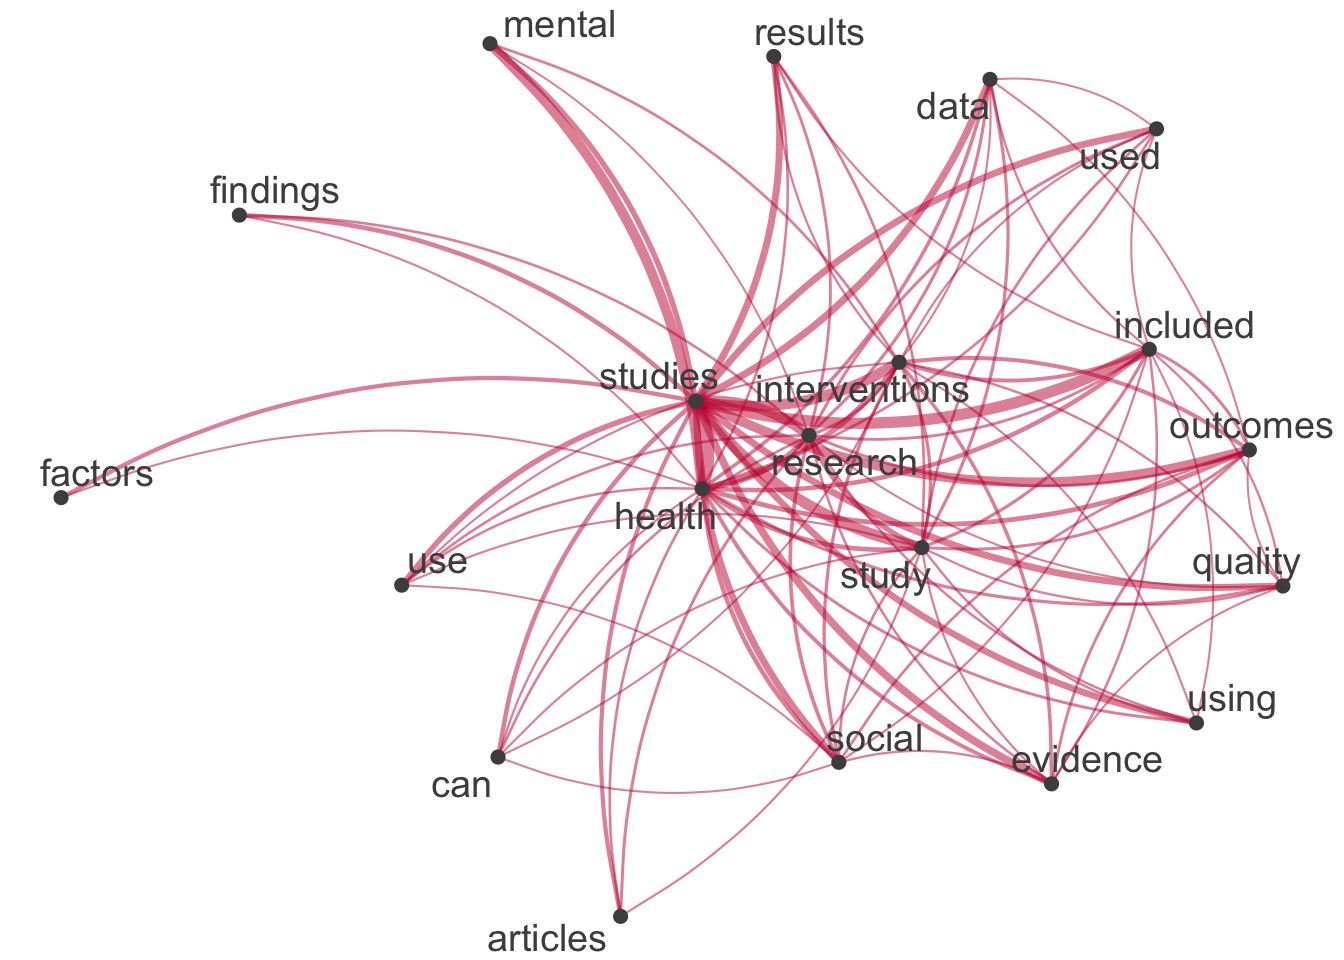 mental
results
data
used
findings
included
studies
interventions
outcomes
research
factors
health
use
study
quality
using
social
evidence
can
articles